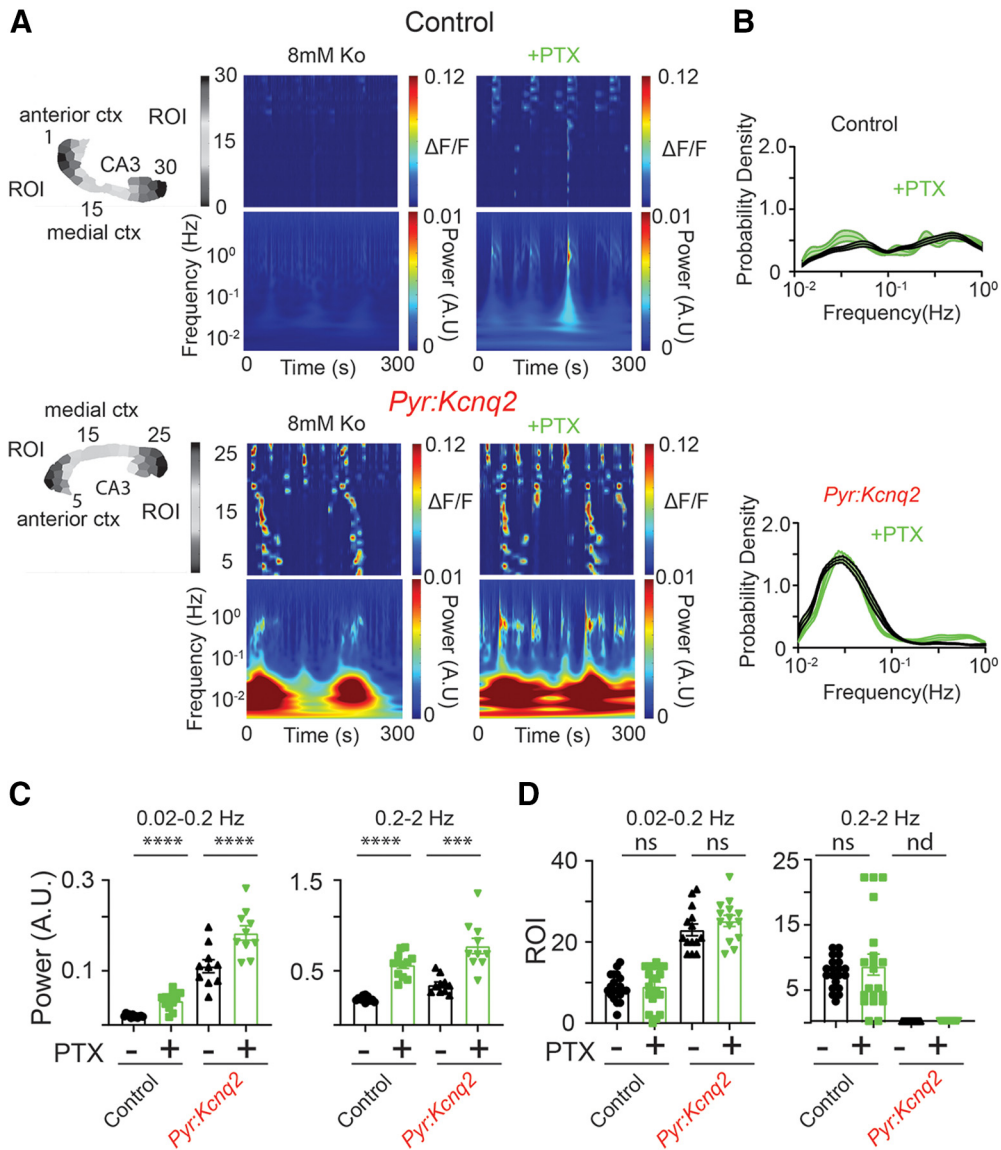 A
Control
B
8mM Ko
+PTX
anterior ctx
ROI
1
CA3
30
ROI
15
medial ctx
30
15
0
0.12
ΔF/F
0
0.12
ΔF/F
0
Frequency (Hz)
10⁰
10⁻¹
10⁻²
0.01
Power (A.U)
0
0.01
Power (A.U)
0
0
Time (s)
300
0
Time (s)
300
Control
+PTX
Probability Density
2.0
1.0
0
10⁻²
10⁻¹
10⁰
Frequency(Hz)
Pyr:Kcnq2
8mM Ko
+PTX
medial ctx
15
25
ROI
CA3
5
anterior ctx
ROI
25
15
5
0.12
ΔF/F
0
0.12
ΔF/F
0
Frequency (Hz)
10⁰
10⁻¹
10⁻²
0.01
Power (A.U)
0
0.01
Power (A.U)
0
0
Time (s)
300
0
Time (s)
300
Pyr:Kcnq2
+PTX
Probability Density
2.0
1.0
0
10⁻²
10⁻¹
10⁰
Frequency(Hz)
C
0.02-0.2 Hz
****
****
0.2-2 Hz
****
***
Power (A.U.)
0.3
0.1
1.5
0.5
PTX
- + - +
- + - +
Control
Pyr:Kcnq2
Control
Pyr:Kcnq2
D
0.02-0.2 Hz
ns
ns
0.2-2 Hz
ns
nd
ROI
40
20
0
25
15
10
5
PTX
- + - +
- + - +
Control
Pyr:Kcnq2
Control
Pyr:Kcnq2